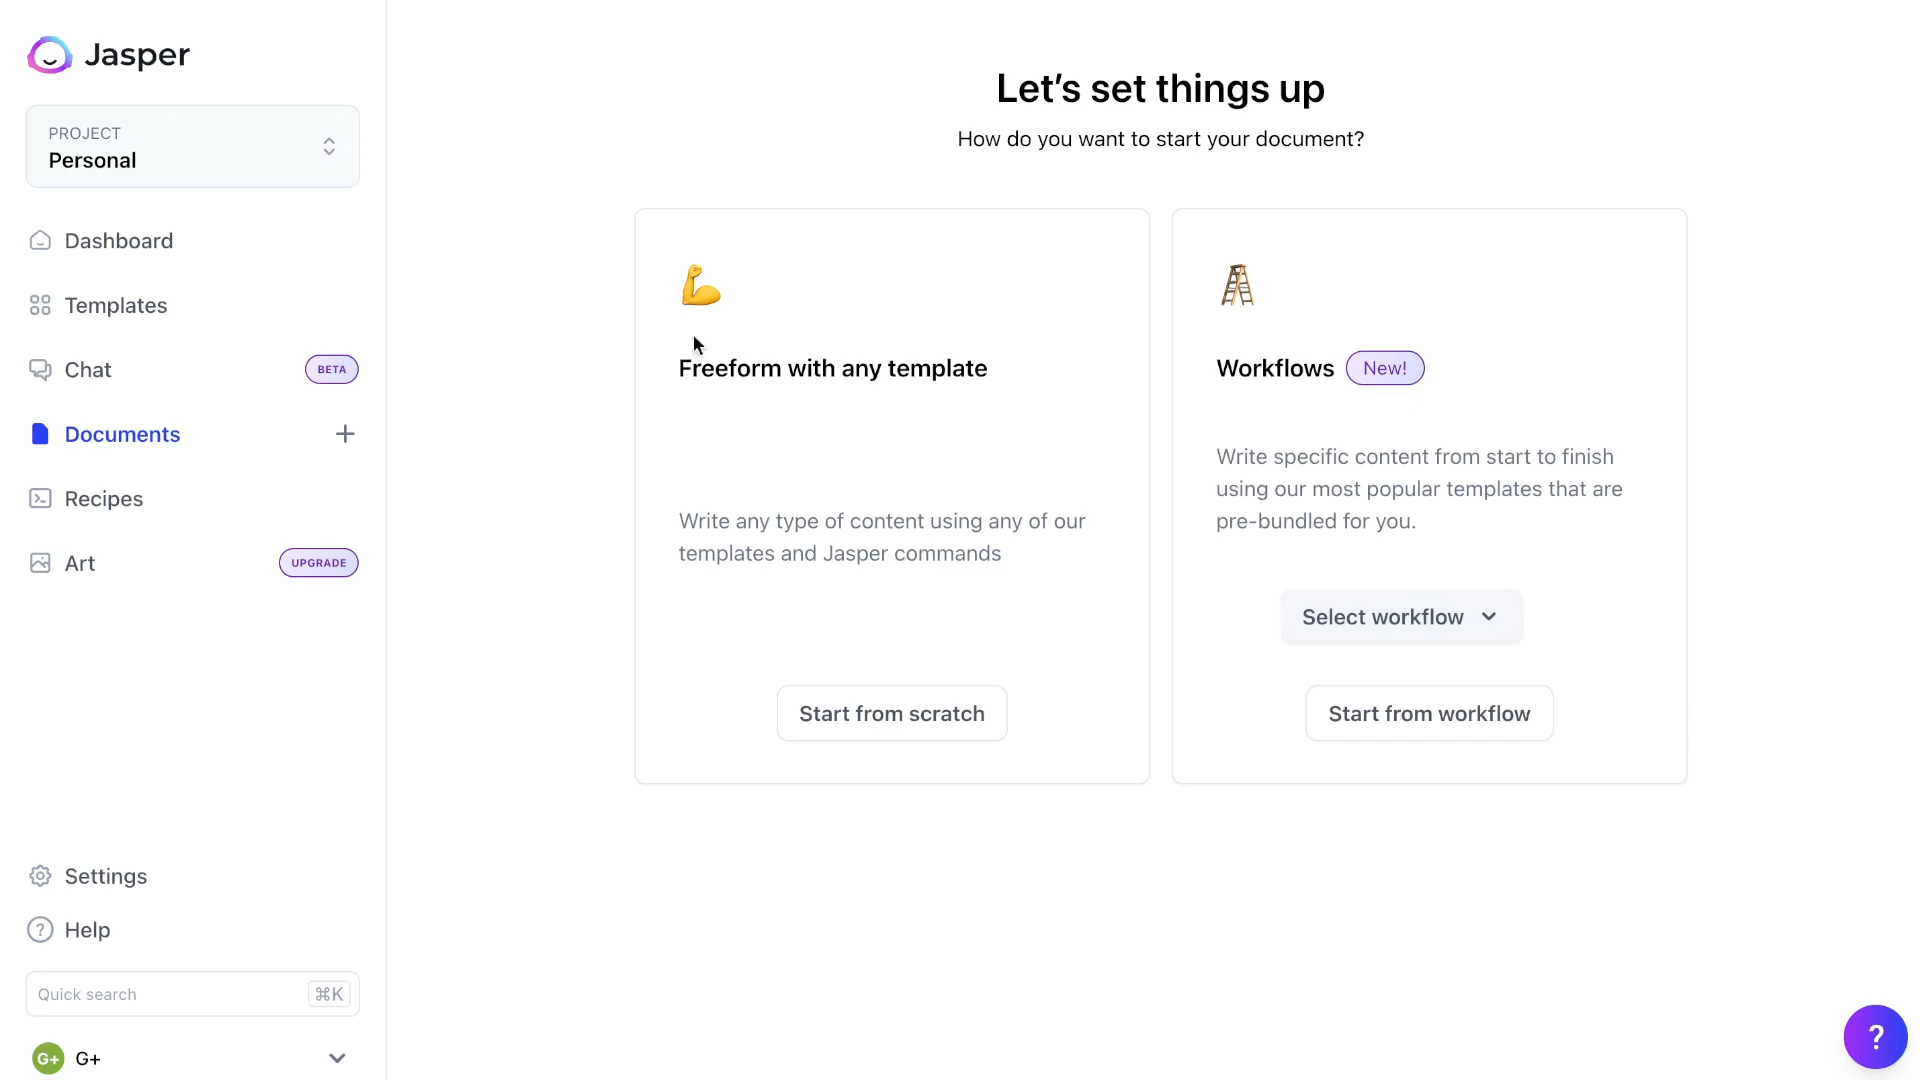 Jasper
PROJECT
Personal
Dashboard
Templates
Chat
BETA
Documents
Recipes
Art
UPGRADE
Settings
Help
Quick search
⌘K
G+
G+
Let’s set things up
How do you want to start your document?
Freeform with any template
Write any type of content using any of our
templates and Jasper commands
Start from scratch
Workflows
New!
Write specific content from start to finish
using our most popular templates that are
pre-bundled for you.
Select workflow
Start from workflow
?